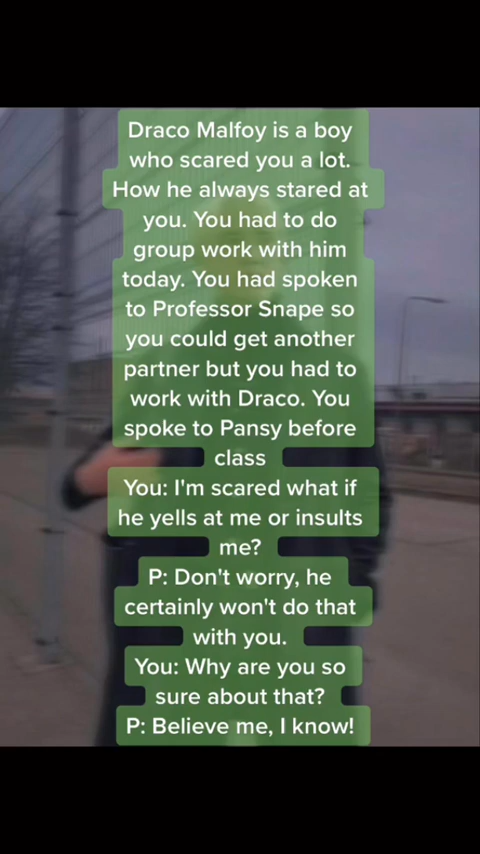 Draco Malfoy is a boy
who scared you a lot.
How he always stared at
you. You had to do
group work with him
today. You had spoken
to Professor Snape so
you could get another
partner but you had to
work with Draco. You
spoke to Pansy before
class
You: I'm scared what if
he yells at me or insults
me?
P: Don't worry, he
certainly won't do that
with you.
You: Why are you so
sure about that?
P: Believe me, I know!